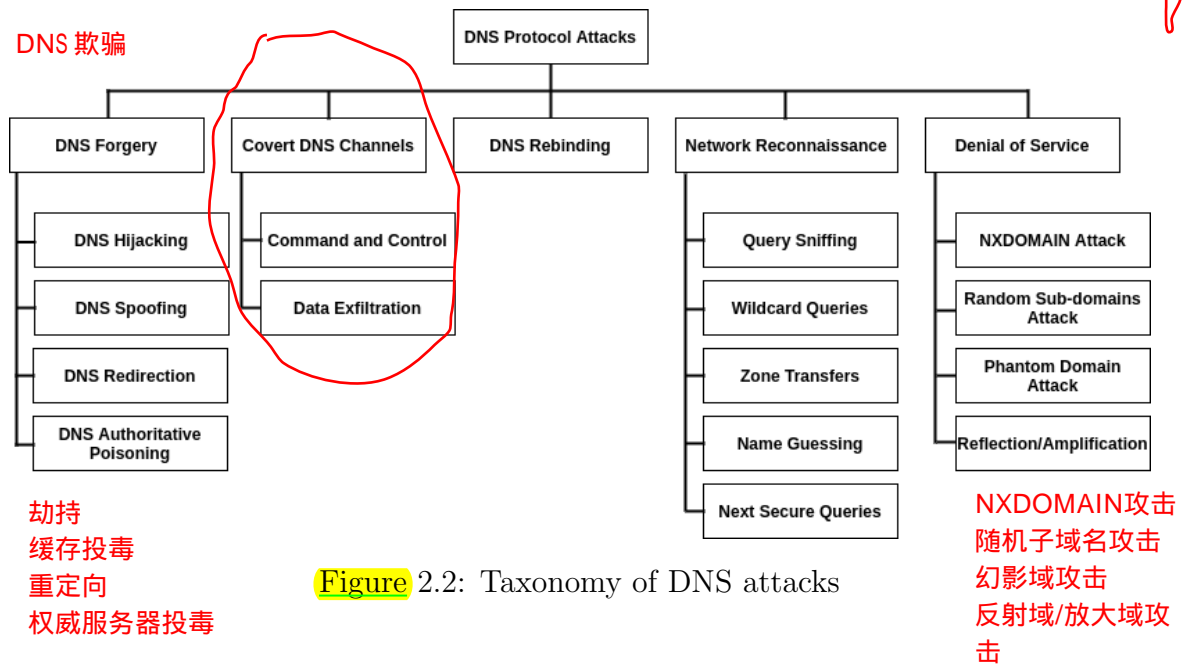 DNS 欺骗
DNS Protocol Attacks
DNS Forgery
Covert DNS Channels
DNS Rebinding
Network Reconnaissance
Denial of Service
DNS Hijacking
DNS Spoofing
DNS Redirection
DNS Authoritative
Poisoning
Command and Control
Data Exfiltration
Query Sniffing
Wildcard Queries
Zone Transfers
Name Guessing
Next Secure Queries
NXDOMAIN Attack
Random Sub-domains
Attack
Phantom Domain
Attack
Reflection/Amplification
劫持
缓存投毒
重定向
权威服务器投毒
NXDOMAIN攻击
随机子域名攻击
幻影域攻击
反射域/放大域攻
击
Figure 2.2: Taxonomy of DNS attacks